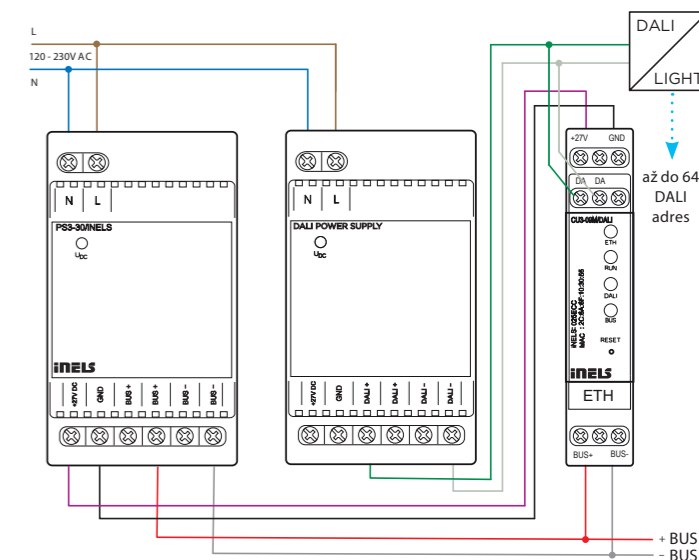 L
120 - 230V AC
N
DALI
LIGHT
až do 64
DALI
adres
N L
PS3-30/INELS
UDC
iNELS
+27V DC GND BUS + BUS + BUS - BUS -
N L
DALI POWER SUPPLY
UDC
+27V DC GND DALI + DALI + DALI - DALI -
+27V GND
DA DA
CU3-09M/DALI
ETH
RUN
DALI
BUS
RESET
iNELS: 025ECC
iNELS
ETH
BUS+ BUS-
+ BUS
- BUS